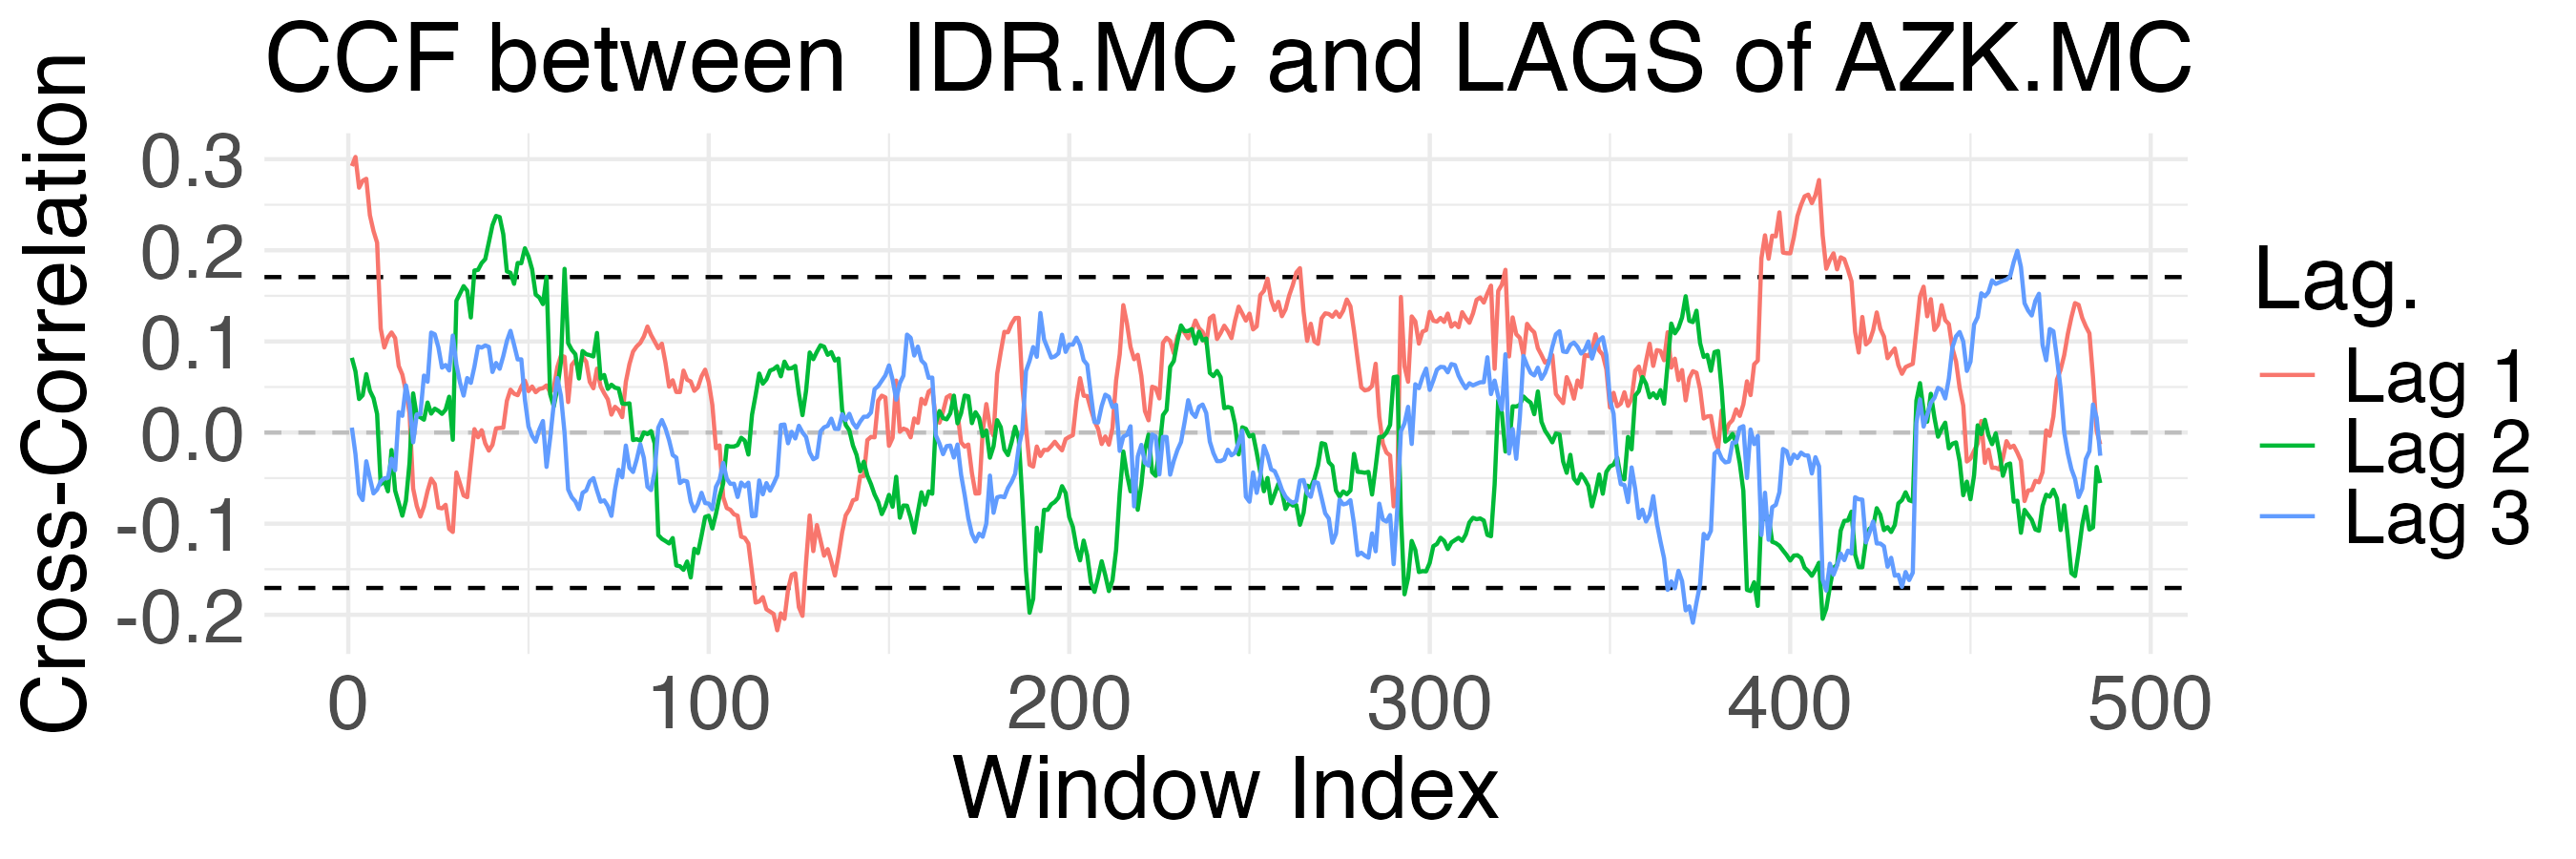 CCF between  IDR.MC and LAGS of AZK.MC
Cross-Correlation
0.3
0.2
0.1
0.0
-0.1
-0.2
0 100 200 300 400 500
Window Index
Lag.
Lag 1
Lag 2
Lag 3